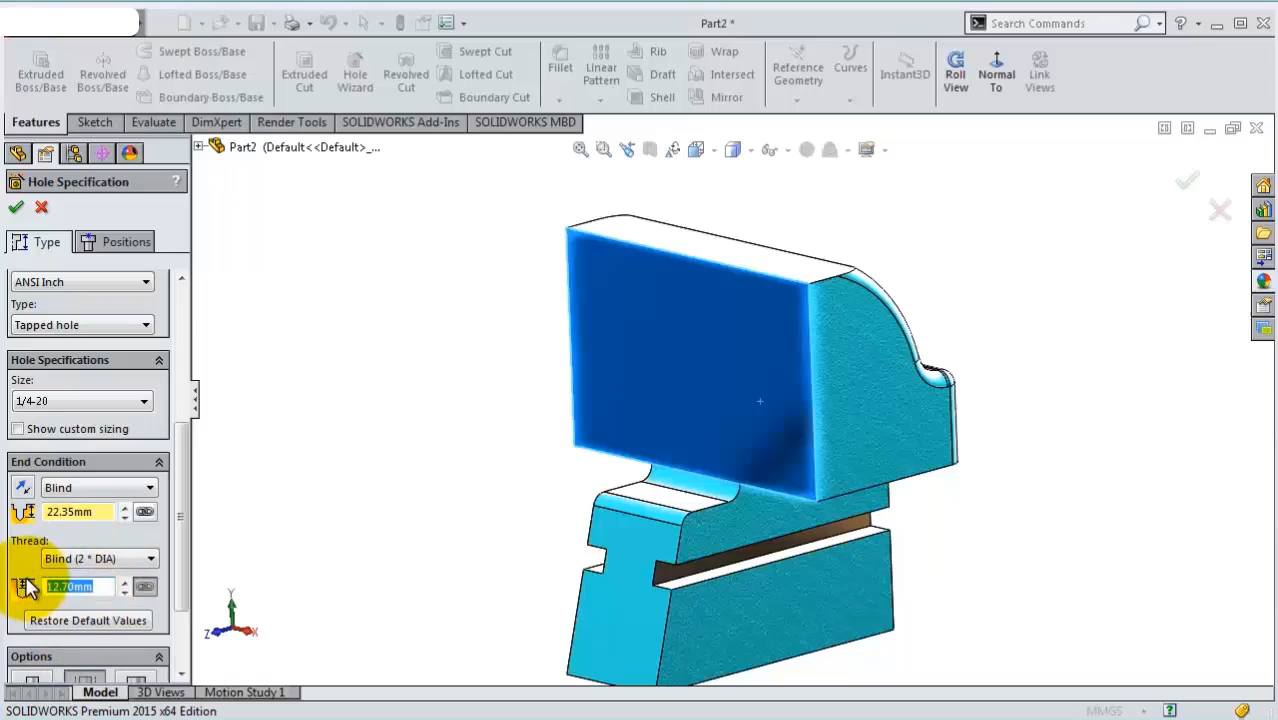 Part2 *
Search Commands
Extruded Boss/Base
Revolved Boss/Base
Swept Boss/Base
Lofted Boss/Base
Boundary Boss/Base
Extruded Cut
Hole Wizard
Revolved Cut
Swept Cut
Lofted Cut
Boundary Cut
Fillet
Linear Pattern
Rib
Draft
Shell
Wrap
Intersect
Mirror
Reference Geometry
Curves
Instant3D
Roll View
Normal To
Link Views
Features
Sketch
Evaluate
DimXpert
Render Tools
SOLIDWORKS Add-Ins
SOLIDWORKS MBD
Part2 (Default<<Default>_...
Hole Specification ?
Type
Positions
ANSI Inch
Type:
Tapped hole
Hole Specifications
Size:
1/4-20
Show custom sizing
End Condition
Blind
22.35mm
Thread:
Blind (2 * DIA)
12.70mm
Restore Default Values
Options
Y
Z
X
Model
3D Views
Motion Study 1
SOLIDWORKS Premium 2015 x64 Edition
MMGS